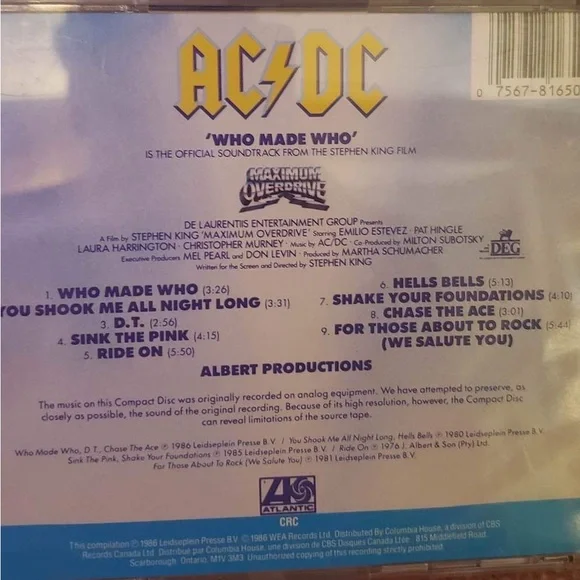 AC/DC
0 7567-81650
'WHO MADE WHO'
IS THE OFFICIAL SOUNDTRACK FROM THE STEPHEN KING FILM
MAXIMUM
OVERDRIVE
DE LAURENTIIS ENTERTAINMENT GROUP Presents
A Film by STEPHEN KING 'MAXIMUM OVERDRIVE' Starring EMILIO ESTEVEZ · PAT HINGLE
LAURA HARRINGTON · CHRISTOPHER MURNEY · Music by AC/DC · Co-Produced by MILTON SUBOTSKY
Executive Producers MEL PEARL and DON LEVIN · Produced by MARTHA SCHUMACHER
Written for the Screen and Directed by STEPHEN KING
DEG
1. WHO MADE WHO (3:26)
YOU SHOOK ME ALL NIGHT LONG (3:31)
3. D.T. (2:56)
4. SINK THE PINK (4:15)
5. RIDE ON (5:50)
6. HELLS BELLS (5:13)
7. SHAKE YOUR FOUNDATIONS (4:10)
8. CHASE THE ACE (3:01)
9. FOR THOSE ABOUT TO ROCK (5:44)
(WE SALUTE YOU)
ALBERT PRODUCTIONS
The music on this Compact Disc was originally recorded on analog equipment. We have attempted to preserve, as
closely as possible, the sound of the original recording. Because of its high resolution, however, the Compact Disc
can reveal limitations of the source tape.
Who Made Who, D.T., Chase The Ace ℗ 1986 Leidseplein Presse B.V. / You Shook Me All Night Long, Hells Bells ℗ 1980 Leidseplein Presse B.V.
Sink The Pink, Shake Your Foundations ℗ 1985 Leidseplein Presse B.V. / Ride On ℗ 1976 J. Albert & Son (Pty) Ltd.
For Those About To Rock (We Salute You) ℗ 1981 Leidseplein Presse B.V.
ATLANTIC
CRC
This compilation ℗ 1986 Leidseplein Presse B.V. © 1986 WEA Records Ltd. Distributed By Columbia House, a division of CBS
Records Canada Ltd. Distribué par Columbia House, une division de CBS Disques Canada Ltée. 815 Middlefield Road,
Scarborough, Ontario, M1V 3M3. Unauthorized copying of this recording strictly prohibited.